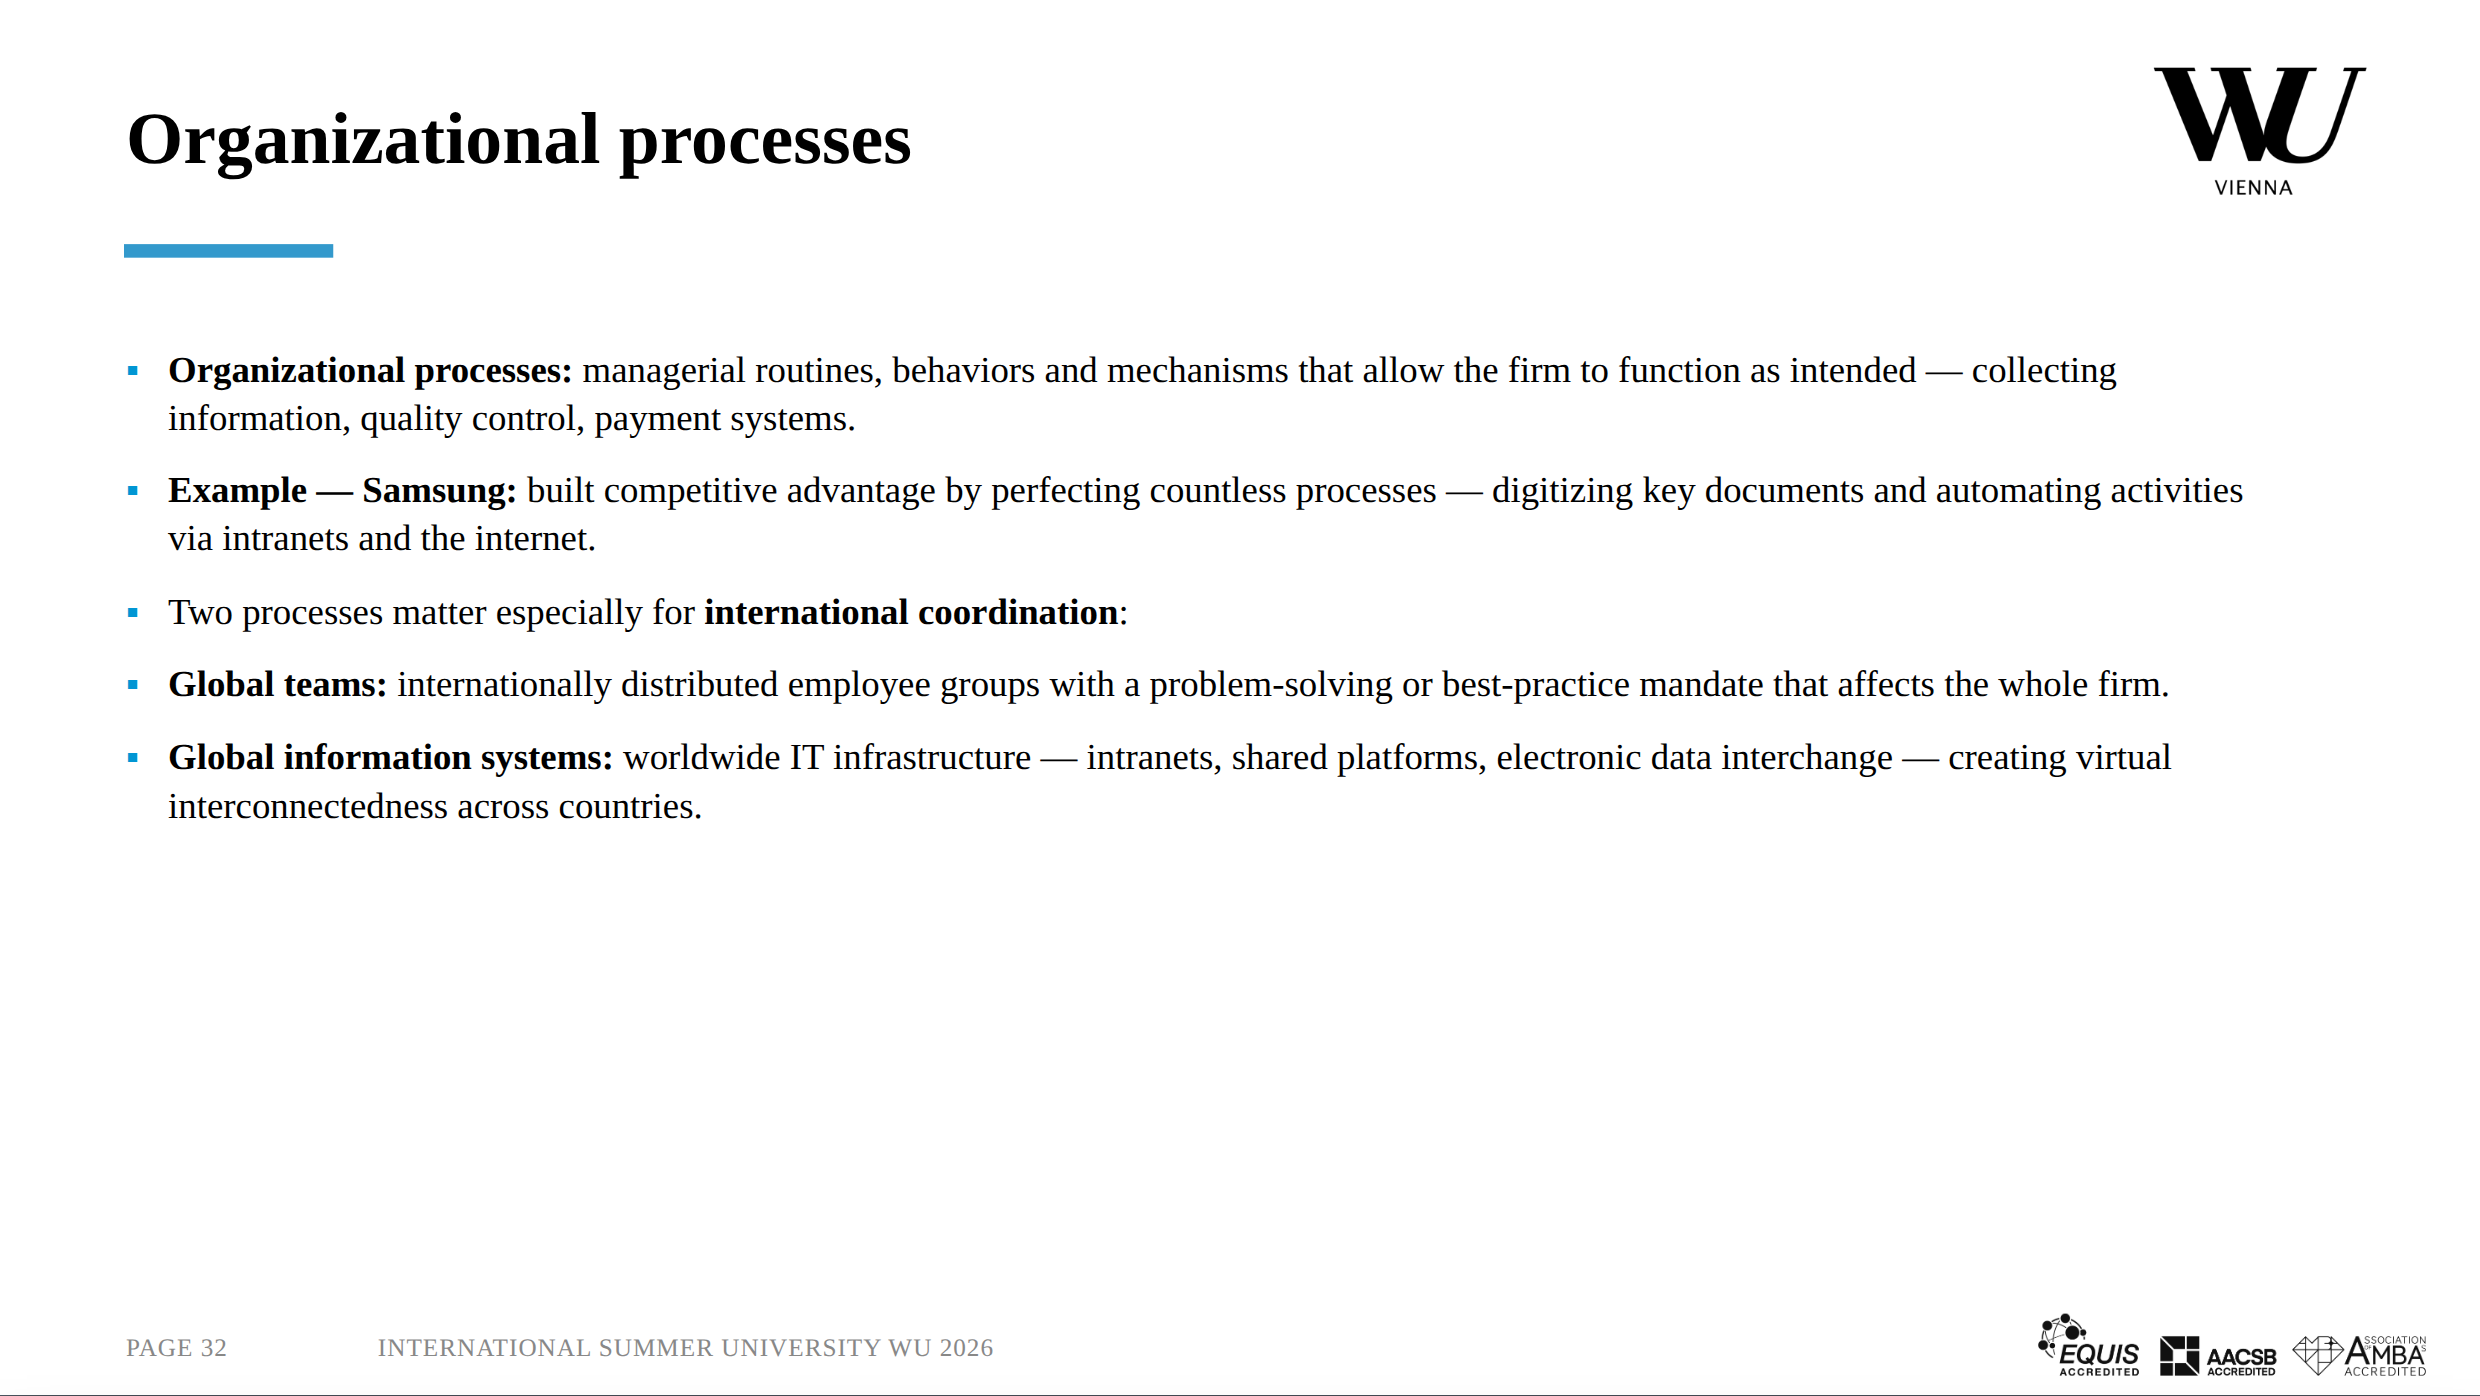 Organizational processes
WU
VIENNA
▪ Organizational processes: managerial routines, behaviors and mechanisms that allow the firm to function as intended — collecting
information, quality control, payment systems.
▪ Example — Samsung: built competitive advantage by perfecting countless processes — digitizing key documents and automating activities
via intranets and the internet.
▪ Two processes matter especially for international coordination:
▪ Global teams: internationally distributed employee groups with a problem-solving or best-practice mandate that affects the whole firm.
▪ Global information systems: worldwide IT infrastructure — intranets, shared platforms, electronic data interchange — creating virtual
interconnectedness across countries.
PAGE 32
INTERNATIONAL SUMMER UNIVERSITY WU 2026
EQUIS
ACCREDITED
AACSB
ACCREDITED
ASSOCIATION
OF
AMBAS
ACCREDITED